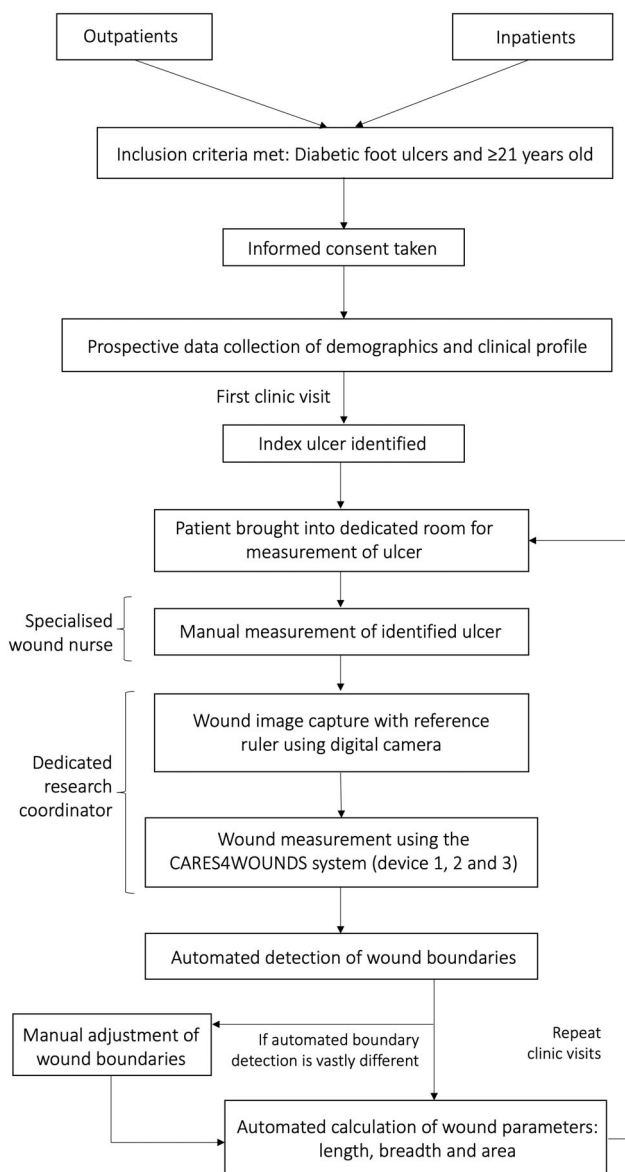 Outpatients
Inpatients
Inclusion criteria met: Diabetic foot ulcers and ≥21 years old
Informed consent taken
Prospective data collection of demographics and clinical profile
First clinic visit
Index ulcer identified
Patient brought into dedicated room for
measurement of ulcer
Specialised
wound nurse
Manual measurement of identified ulcer
Dedicated
research
coordinator
Wound image capture with reference
ruler using digital camera
Wound measurement using the
CARES4WOUNDS system (device 1, 2 and 3)
Automated detection of wound boundaries
Manual adjustment of
wound boundaries
If automated boundary
detection is vastly different
Repeat
clinic visits
Automated calculation of wound parameters:
length, breadth and area